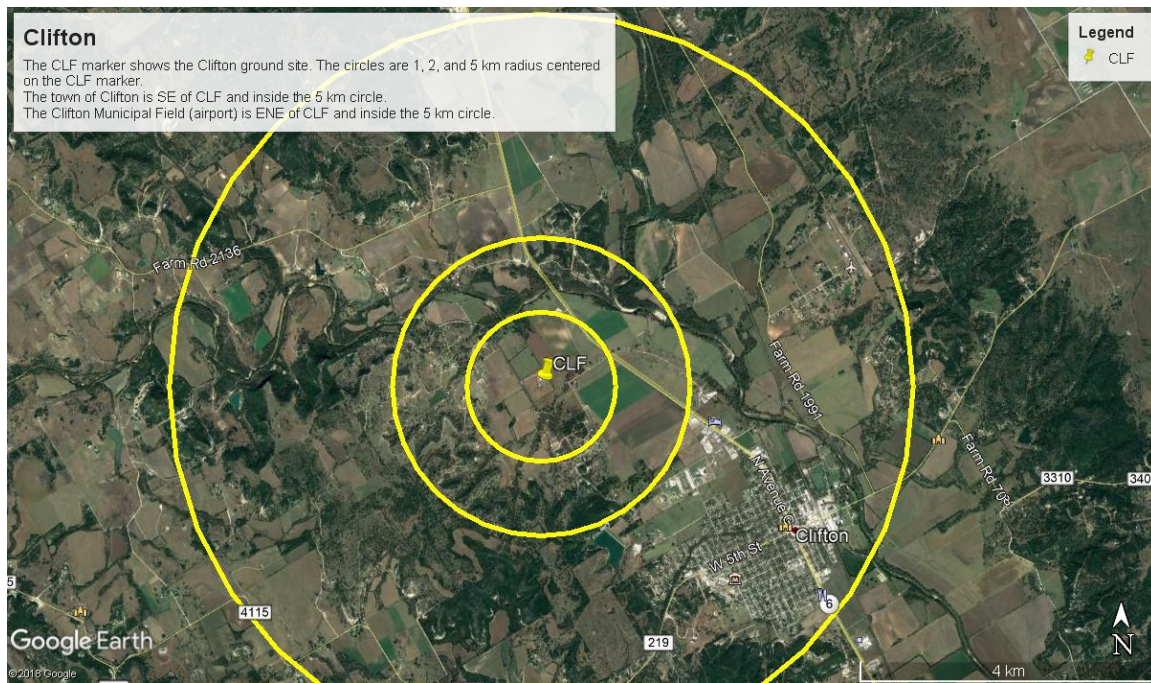 Clifton
The CLF marker shows the Clifton ground site. The circles are 1, 2, and 5 km radius centered
on the CLF marker.
The town of Clifton is SE of CLF and inside the 5 km circle.
The Clifton Municipal Field (airport) is ENE of CLF and inside the 5 km circle.
Legend
CLF
Farm Rd 2136
CLF
Farm Rd 1991
N Avenue G
Farm Rd 708
3310
340
Clifton
W 5th St
5
6
4115
219
Google Earth
©2018 Google
N
4 km